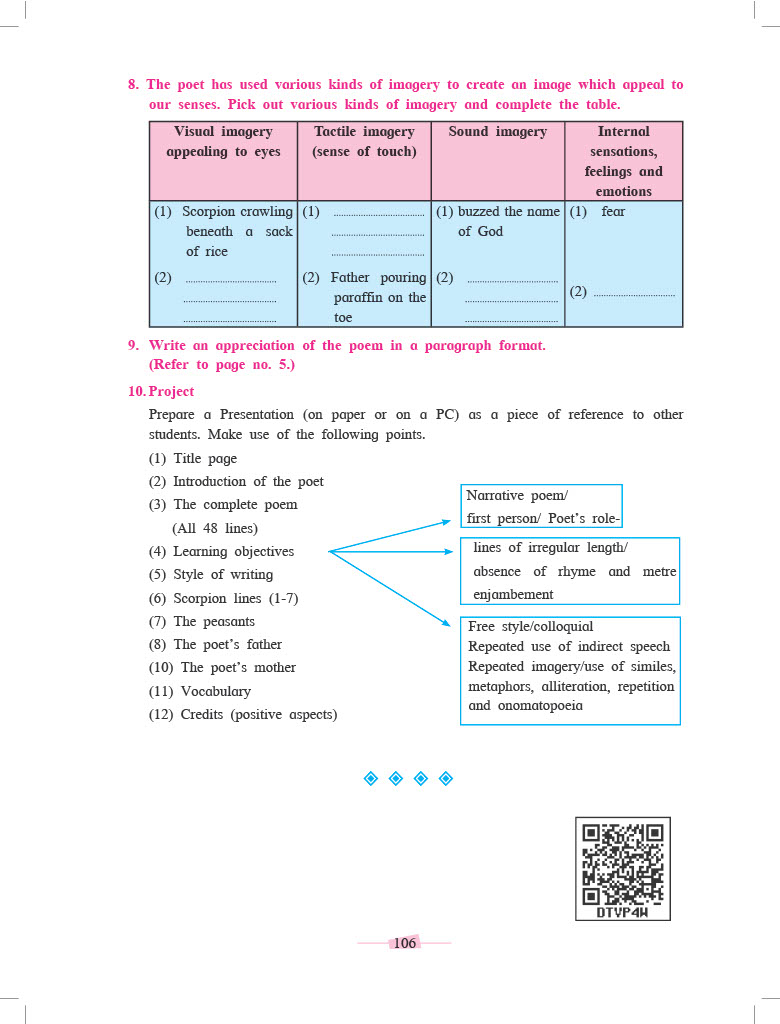 8. The poet has used various kinds of imagery to create an image which appeal to
our senses. Pick out various kinds of imagery and complete the table.
Visual imagery
appealing to eyes
Tactile imagery
(sense of touch)
Sound imagery
Internal
sensations,
feelings and
emotions
(1) Scorpion crawling
beneath a sack
of rice
(2) ..................................
..................................
..................................
(1) ..................................
..................................
..................................
(2) Father pouring
paraffin on the
toe
(1) buzzed the name
of God
(2) ..................................
..................................
..................................
(1) fear
(2) ..............................
9. Write an appreciation of the poem in a paragraph format.
(Refer to page no. 5.)
10. Project
Prepare a Presentation (on paper or on a PC) as a piece of reference to other
students. Make use of the following points.
(1) Title page
(2) Introduction of the poet
(3) The complete poem
(All 48 lines)
(4) Learning objectives
(5) Style of writing
(6) Scorpion lines (1-7)
(7) The peasants
(8) The poet's father
(10) The poet's mother
(11) Vocabulary
(12) Credits (positive aspects)
Narrative poem/
first person/ Poet's role-
lines of irregular length/
absence of rhyme and metre
enjambement
Free style/colloquial
Repeated use of indirect speech
Repeated imagery/use of similes,
metaphors, alliteration, repetition
and onomatopoeia
DTVP4W
106